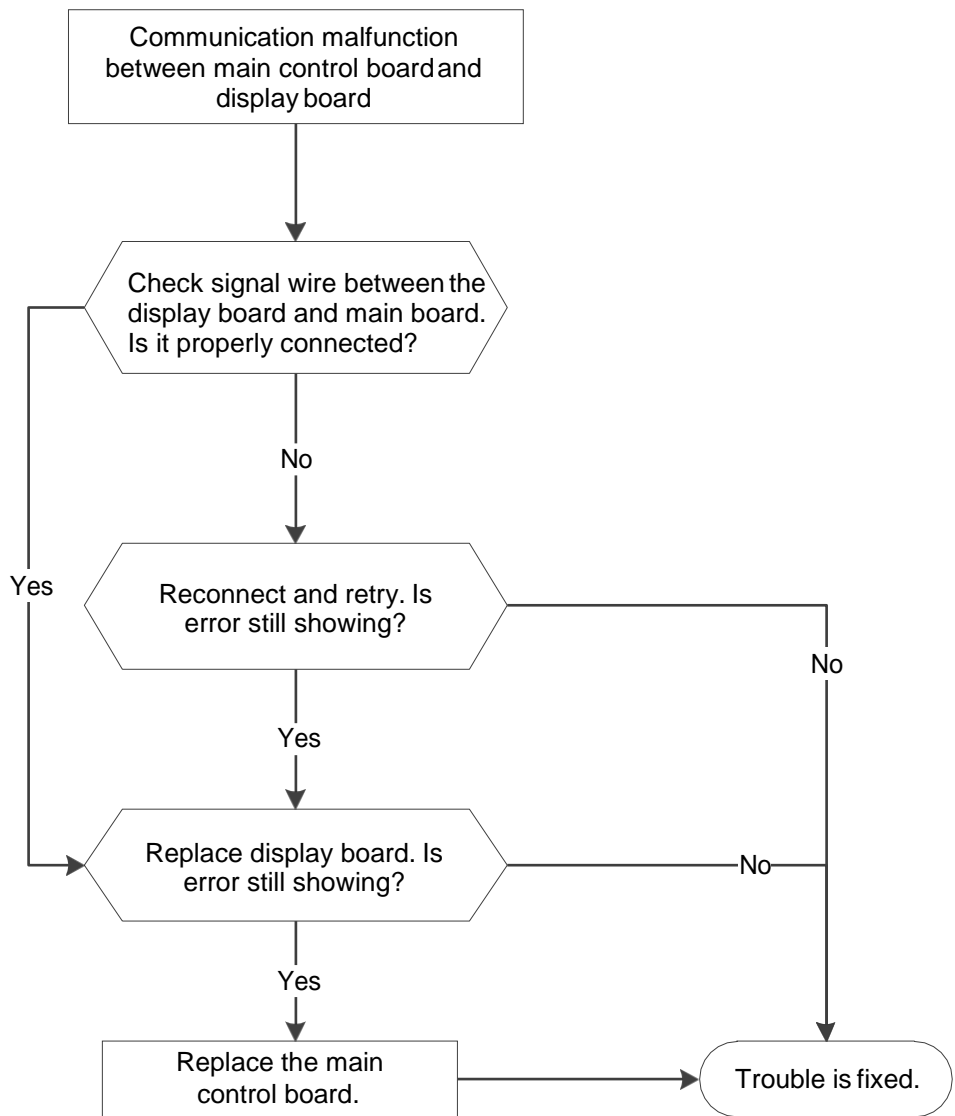 Communication malfunction
between main control board and
display board
Check signal wire between the
display board and main board.
Is it properly connected?
No
Yes
Reconnect and retry. Is
error still showing?
No
Yes
Replace display board. Is
error still showing?
No
Yes
Replace the main
control board.
Trouble is fixed.